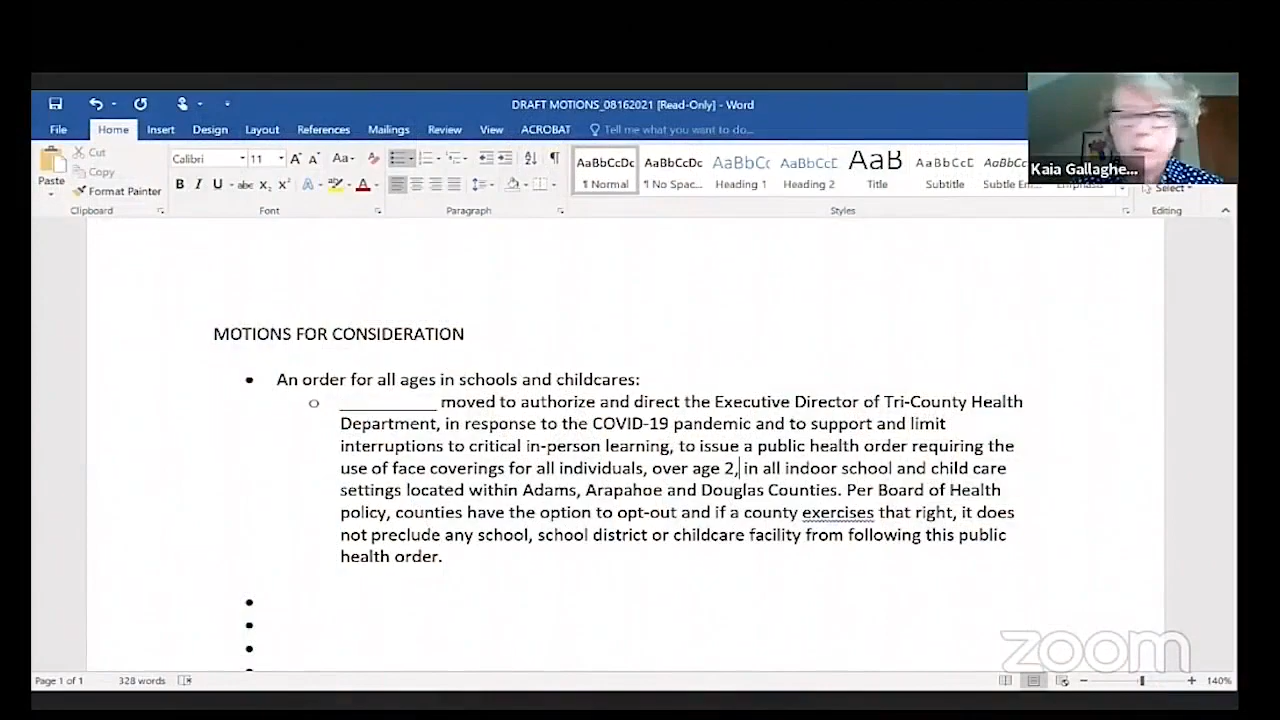 DRAFT MOTIONS_08162021 [Read-Only] - Word
File Home Insert Design Layout References Mailings Review View ACROBAT Tell me what you want to do...
Kaia Gallaghe...
Paste
Cut
Copy
Format Painter
Calibri 11
AaBbCcDc AaBbCcDc AaBbCc AaBbCcE AaB AaBbCcE AaBbCc
¶ Normal ¶ No Spac... Heading 1 Heading 2 Title Subtitle Subtle Em... Emphasis
Select
Clipboard Font Paragraph Styles Editing
MOTIONS FOR CONSIDERATION
• An order for all ages in schools and childcares:
o __________ moved to authorize and direct the Executive Director of Tri-County Health
Department, in response to the COVID-19 pandemic and to support and limit
interruptions to critical in-person learning, to issue a public health order requiring the
use of face coverings for all individuals, over age 2, in all indoor school and child care
settings located within Adams, Arapahoe and Douglas Counties. Per Board of Health
policy, counties have the option to opt-out and if a county exercises that right, it does
not preclude any school, school district or childcare facility from following this public
health order.
zoom
Page 1 of 1 328 words 140%